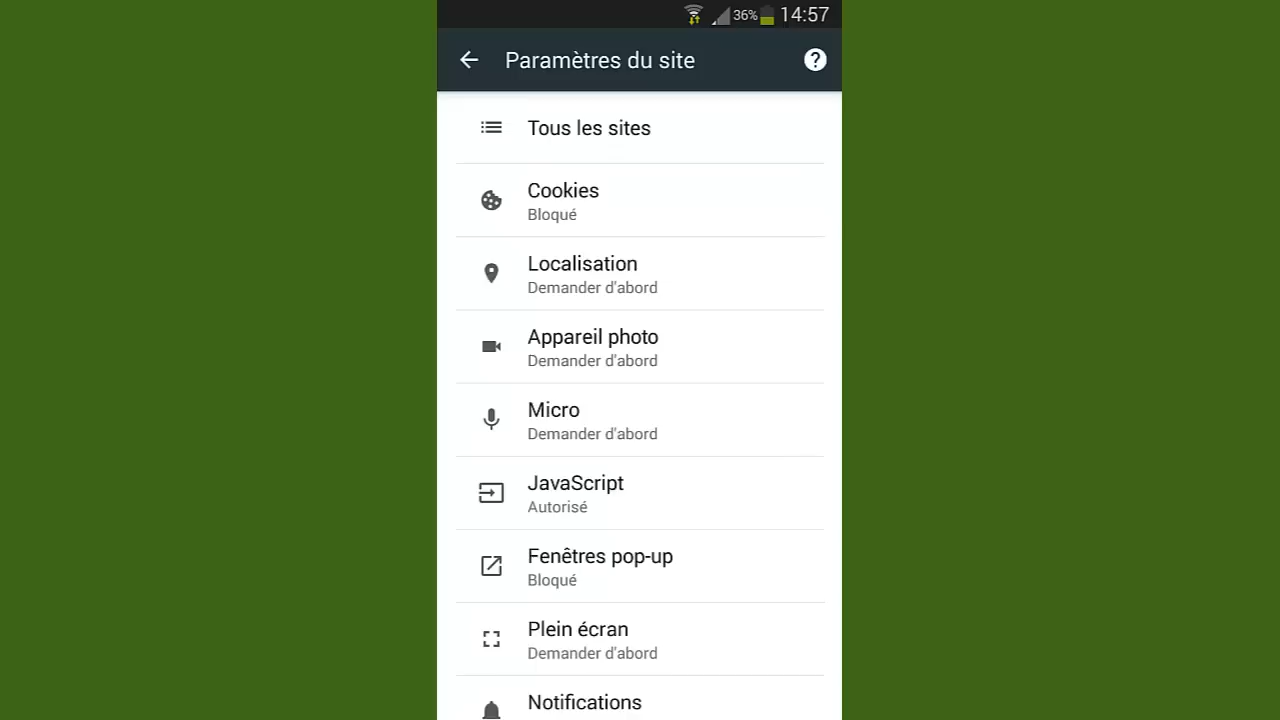 36% 14:57
Paramètres du site
Tous les sites
Cookies
Bloqué
Localisation
Demander d'abord
Appareil photo
Demander d'abord
Micro
Demander d'abord
JavaScript
Autorisé
Fenêtres pop-up
Bloqué
Plein écran
Demander d'abord
Notifications